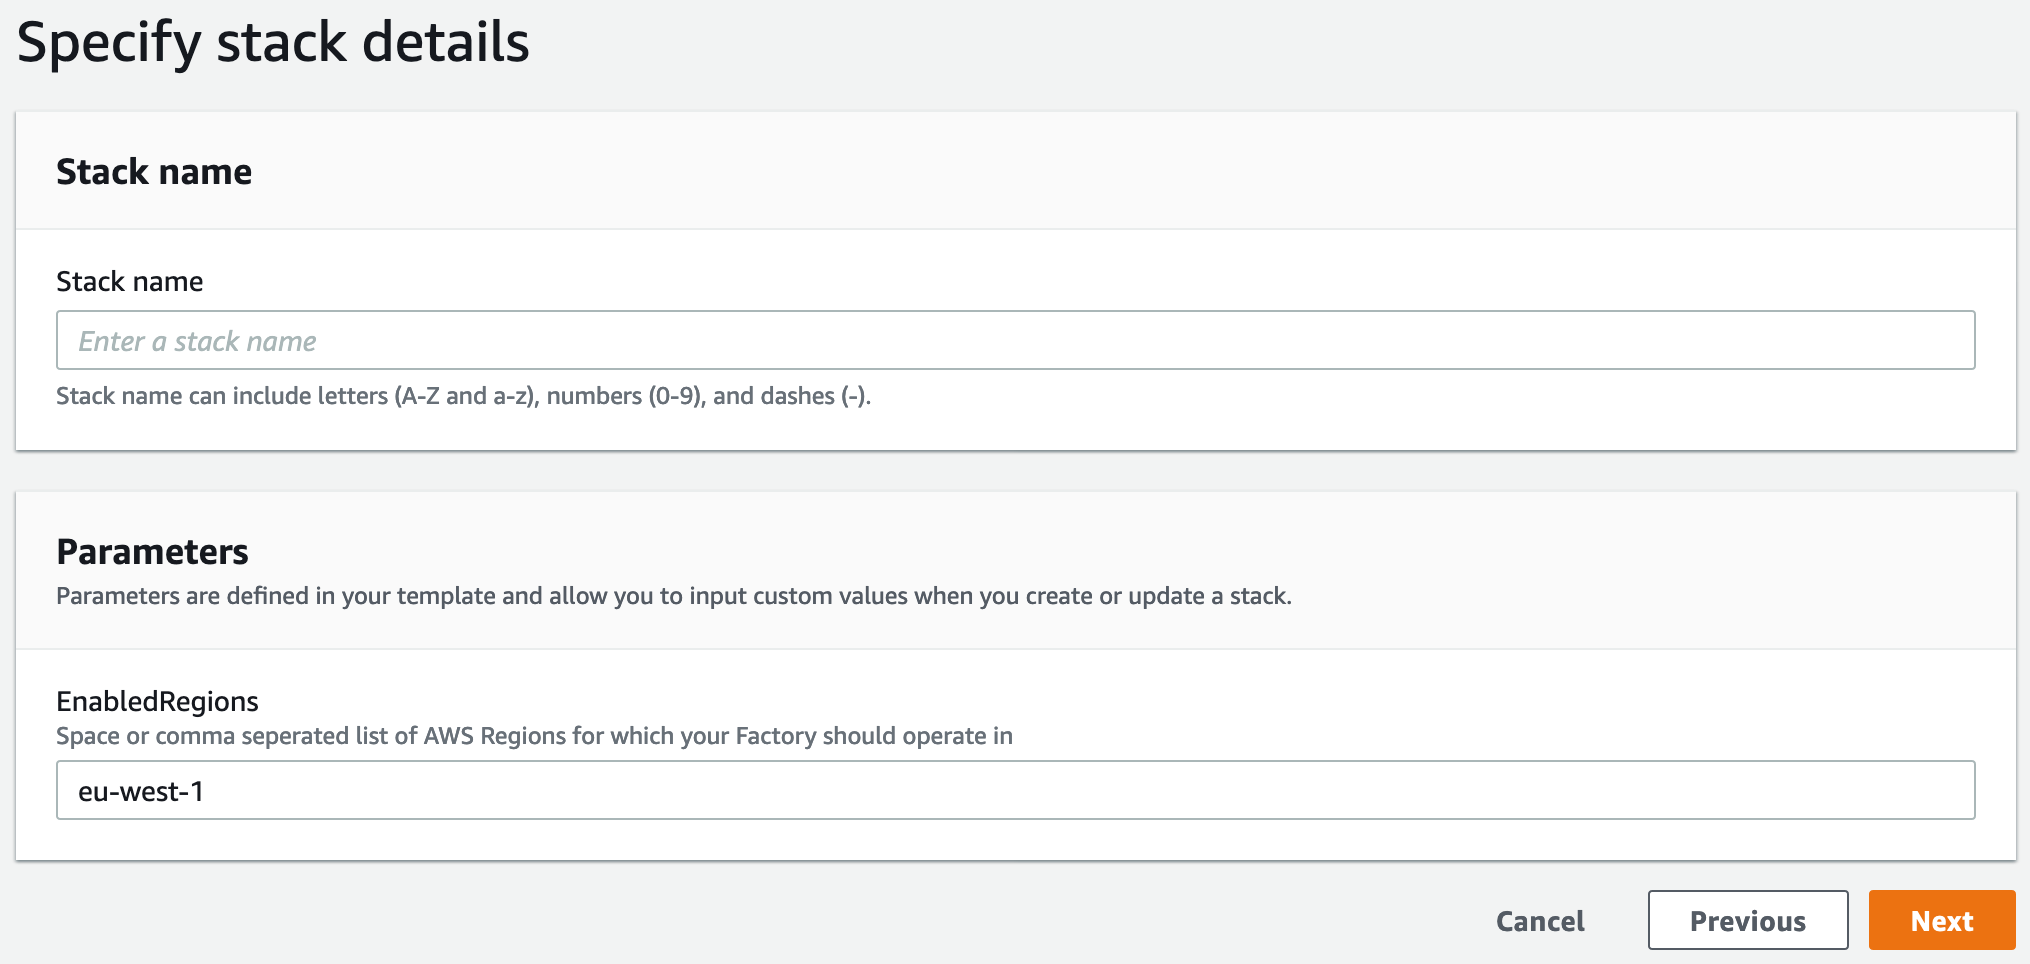 Specify stack details
Stack name
Stack name
Enter a stack name
Stack name can include letters (A-Z and a-z), numbers (0-9), and dashes (-).
Parameters
Parameters are defined in your template and allow you to input custom values when you create or update a stack.
EnabledRegions
Space or comma seperated list of AWS Regions for which your Factory should operate in
eu-west-1
Cancel
Previous
Next